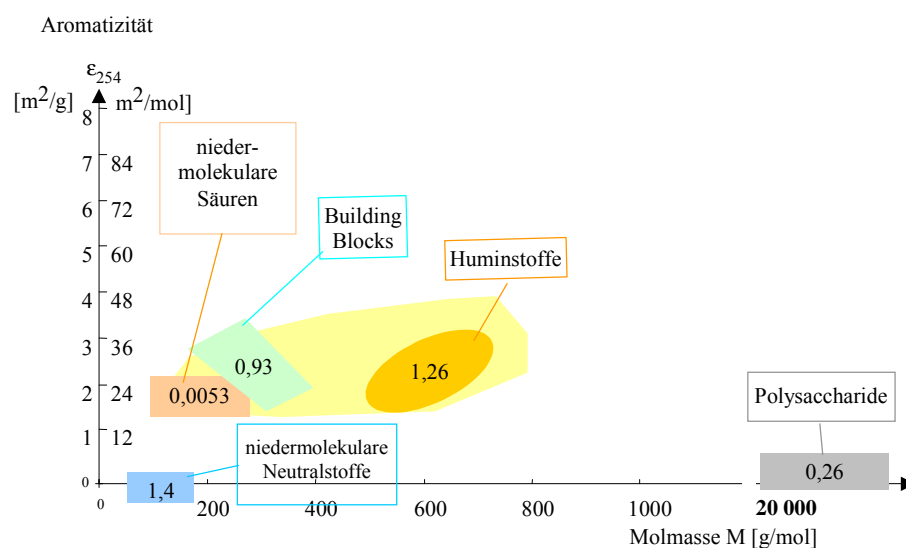 Aromatizität
ε254
[m²/g] m²/mol]
8
nieder-
molekulare
Säuren
7 84
6 72
Building
Blocks
5 60
Huminstoffe
4 48
3 36
0,93
1,26
2 24
0,0053
Polysaccharide
1 12
niedermolekulare
Neutralstoffe
0
1,4
0,26
0 200 400 600 800 1000 20 000
Molmasse M [g/mol]